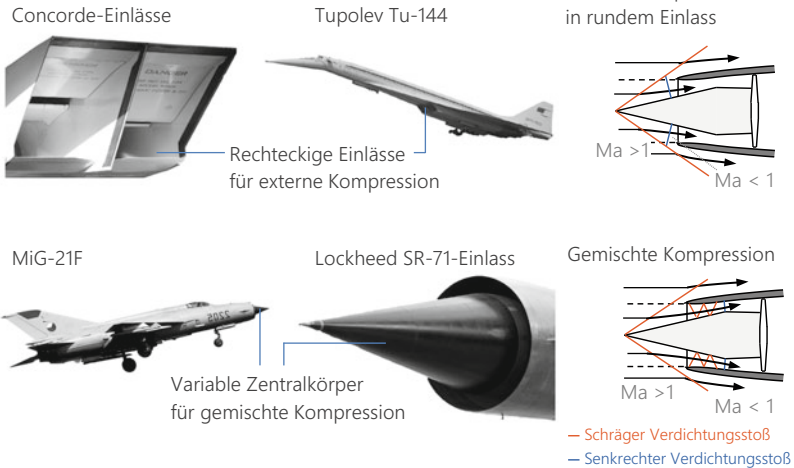 Concorde-Einlässe
Tupolev Tu-144
in rundem Einlass
DANGER
Rechteckige Einlässe
für externe Kompression
Ma >1
Ma < 1
MiG-21F
Lockheed SR-71-Einlass
Gemischte Kompression
2205
Variable Zentralkörper
für gemischte Kompression
Ma >1
Ma < 1
Schräger Verdichtungsstoß
Senkrechter Verdichtungsstoß